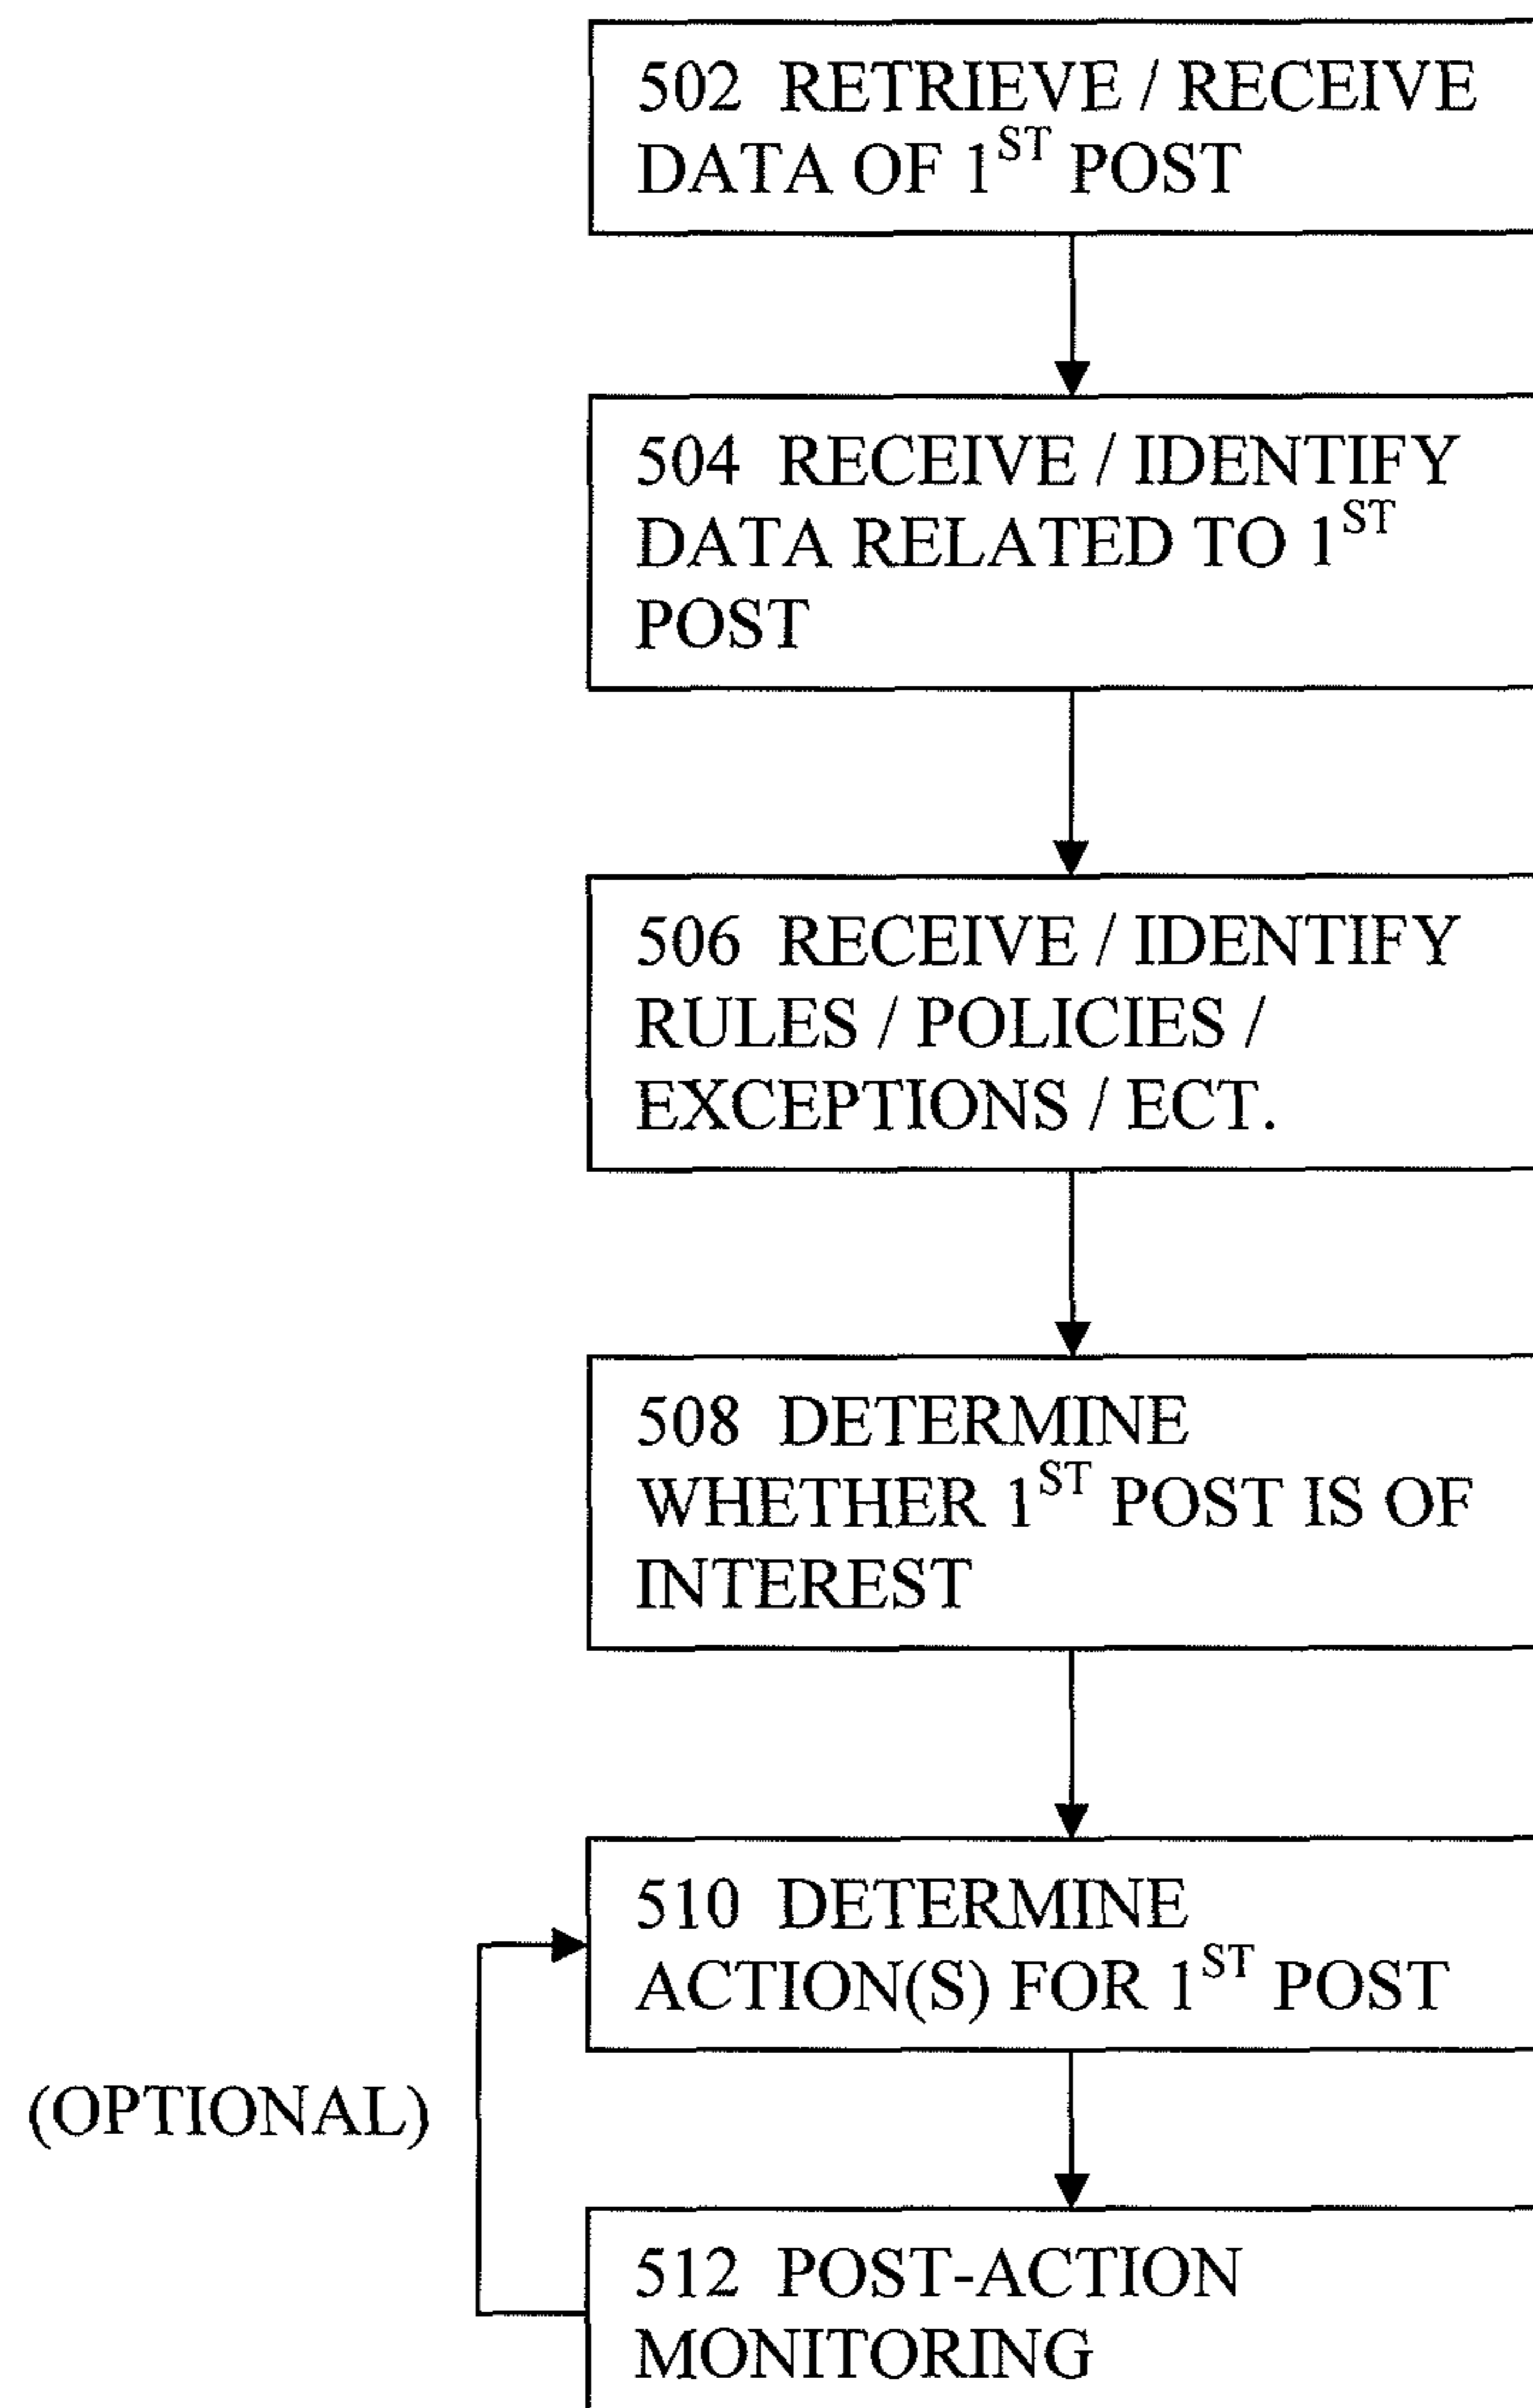 502 RETRIEVE / RECEIVE
DATA OF 1ST POST
504 RECEIVE / IDENTIFY
DATA RELATED TO 1ST
POST
506 RECEIVE / IDENTIFY
RULES / POLICIES /
EXCEPTIONS / ECT.
508 DETERMINE
WHETHER 1ST POST IS OF
INTEREST
510 DETERMINE
ACTION(S) FOR 1ST POST
(OPTIONAL)
512 POST-ACTION
MONITORING